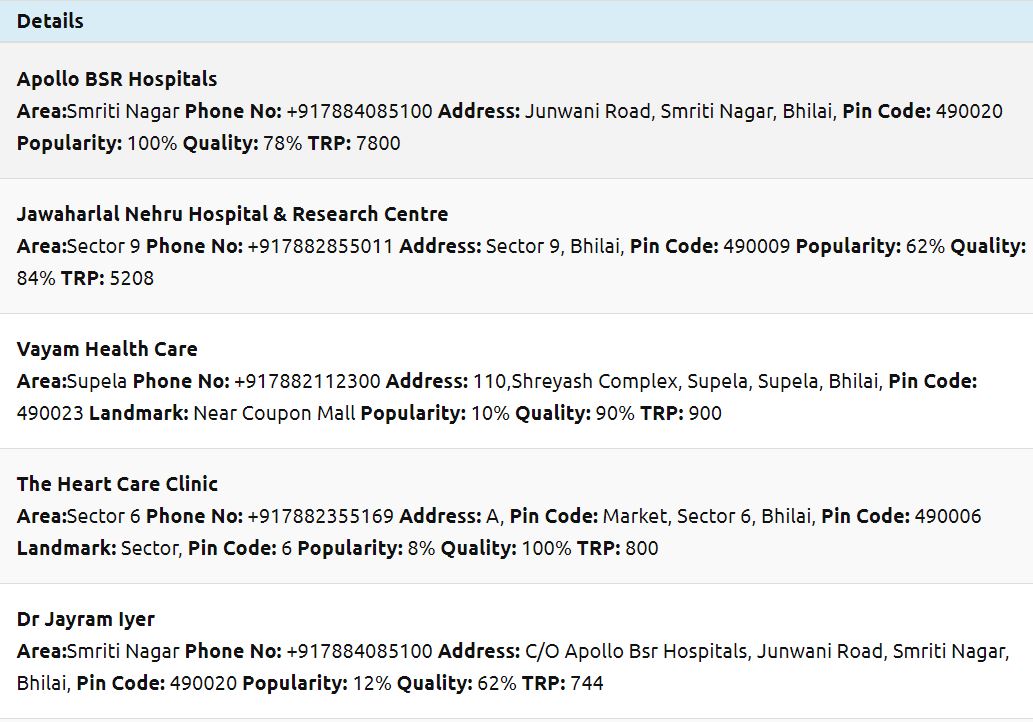 Details
Apollo BSR Hospitals
Area:Smriti Nagar Phone No: +917884085100 Address: Junwani Road, Smriti Nagar, Bhilai, Pin Code: 490020
Popularity: 100% Quality: 78% TRP: 7800
Jawaharlal Nehru Hospital & Research Centre
Area:Sector 9 Phone No: +917882855011 Address: Sector 9, Bhilai, Pin Code: 490009 Popularity: 62% Quality:
84% TRP: 5208
Vayam Health Care
Area:Supela Phone No: +917882112300 Address: 110,Shreyash Complex, Supela, Supela, Bhilai, Pin Code:
490023 Landmark: Near Coupon Mall Popularity: 10% Quality: 90% TRP: 900
The Heart Care Clinic
Area:Sector 6 Phone No: +917882355169 Address: A, Pin Code: Market, Sector 6, Bhilai, Pin Code: 490006
Landmark: Sector, Pin Code: 6 Popularity: 8% Quality: 100% TRP: 800
Dr Jayram Iyer
Area:Smriti Nagar Phone No: +917884085100 Address: C/O Apollo Bsr Hospitals, Junwani Road, Smriti Nagar,
Bhilai, Pin Code: 490020 Popularity: 12% Quality: 62% TRP: 744